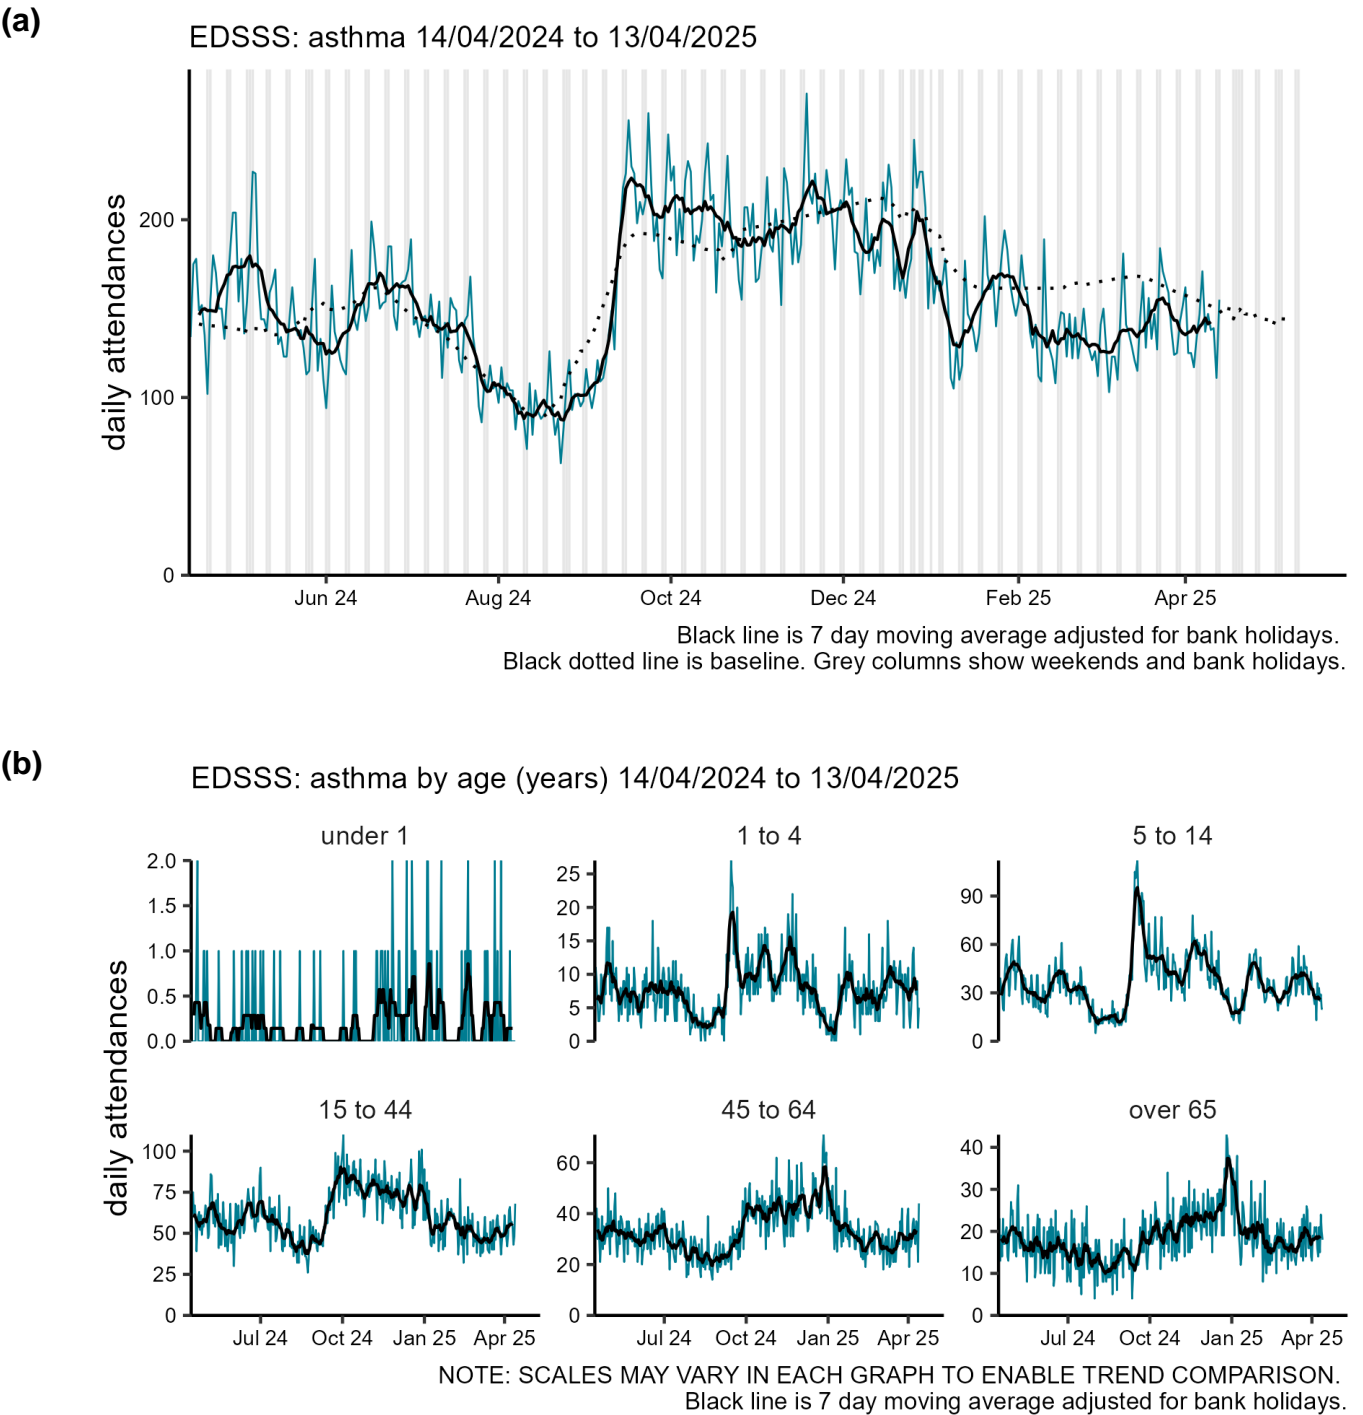 (a)
EDSSS: asthma 14/04/2024 to 13/04/2025
daily attendances
200
100
0
Jun 24 Aug 24 Oct 24 Dec 24 Feb 25 Apr 25
Black line is 7 day moving average adjusted for bank holidays.
Black dotted line is baseline. Grey columns show weekends and bank holidays.
(b)
EDSSS: asthma by age (years) 14/04/2024 to 13/04/2025
daily attendances
under 1
2.0
1.5
1.0
0.5
0.0
1 to 4
25
20
15
10
5
0
5 to 14
90
60
30
0
15 to 44
100
75
50
25
0
Jul 24 Oct 24 Jan 25 Apr 25
45 to 64
60
40
20
0
Jul 24 Oct 24 Jan 25 Apr 25
over 65
40
30
20
10
0
Jul 24 Oct 24 Jan 25 Apr 25
NOTE: SCALES MAY VARY IN EACH GRAPH TO ENABLE TREND COMPARISON.
Black line is 7 day moving average adjusted for bank holidays.